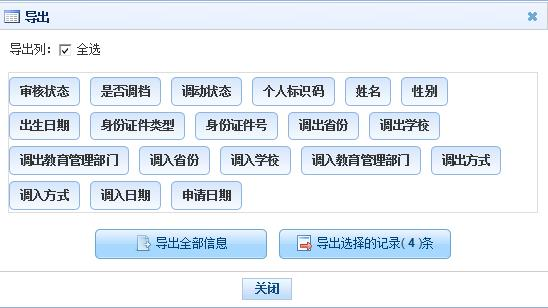 导出
导出列： 全选
审核状态 是否调档 调动状态 个人标识码 姓名 性别
出生日期 身份证件类型 身份证件号 调出省份 调出学校
调出教育管理部门 调入省份 调入学校 调入教育管理部门 调出方式
调入方式 调入日期 申请日期
导出全部信息 导出选择的记录( 4 )条
关闭